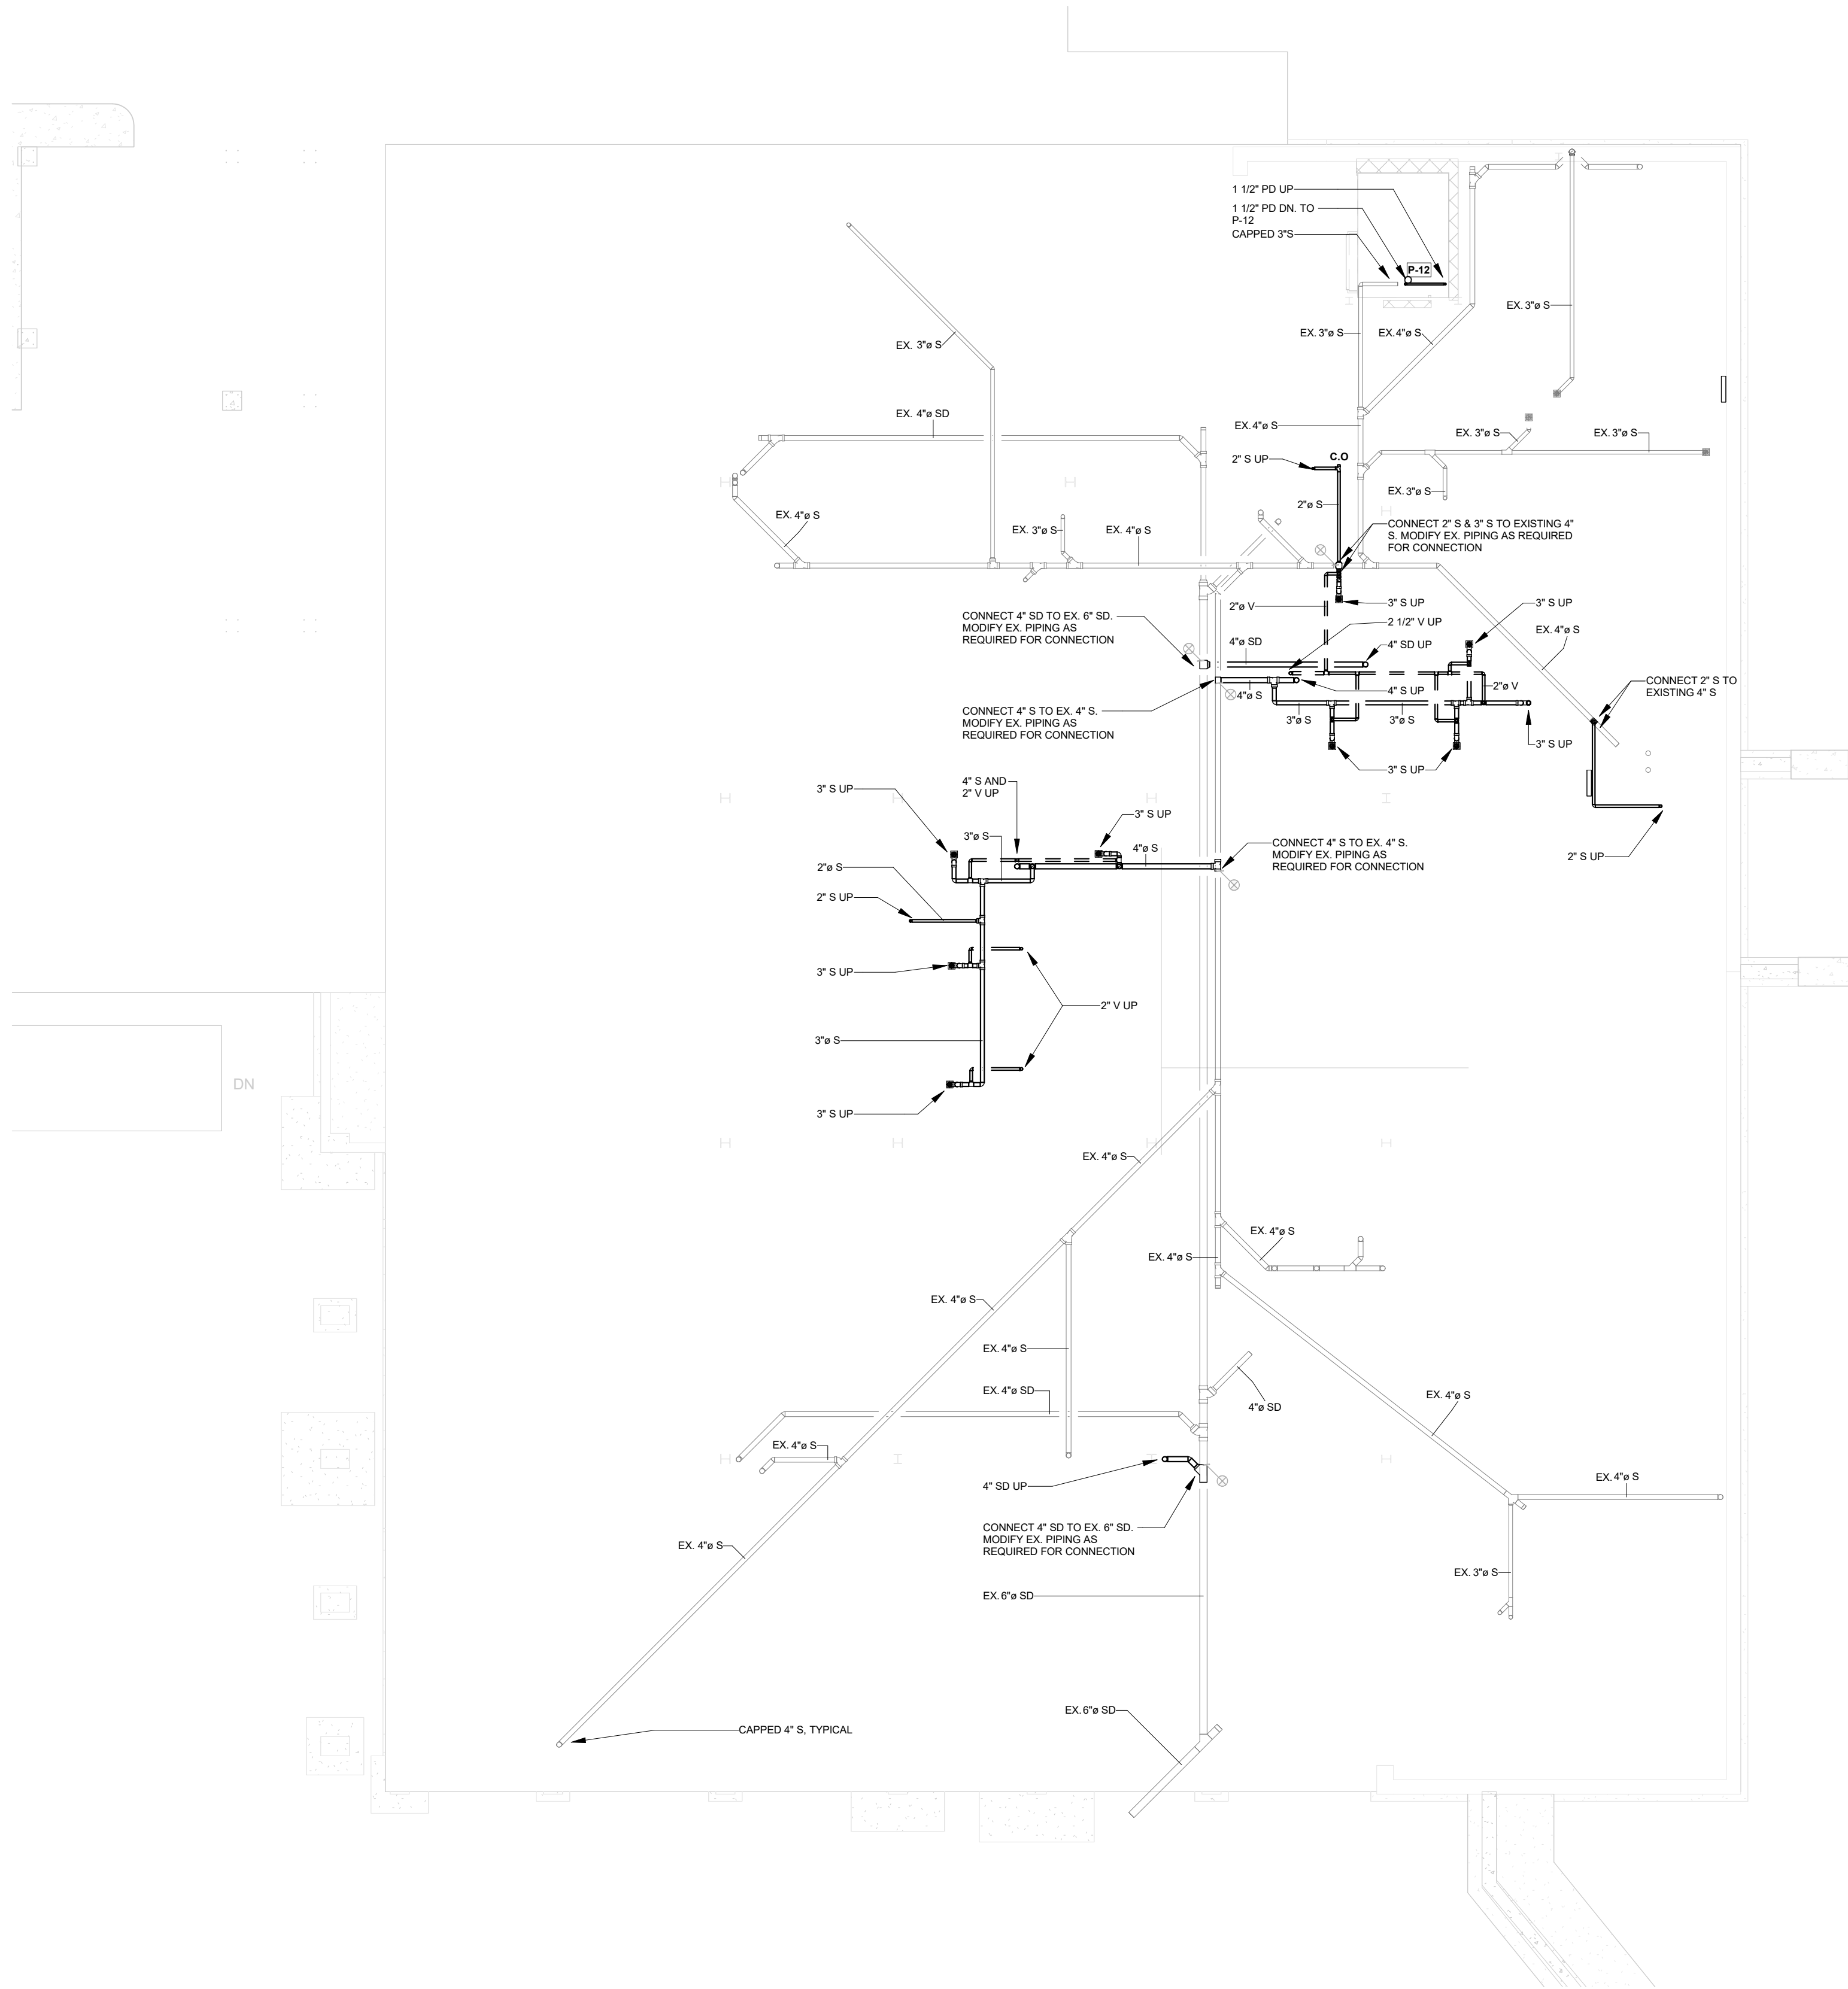 1 1/2" PD UP
1 1/2" PD DN. TO
P-12
CAPPED 3"S
P-12
EX. 3"ø S
EX. 3"ø S
EX. 4"ø S
EX. 3"ø S
EX. 4"ø SD
EX. 4"ø S
EX. 3"ø S
EX. 3"ø S
2" S UP
C.O
EX. 3"ø S
EX. 4"ø S
2"ø S
EX. 3"ø S
EX. 4"ø S
CONNECT 2" S & 3" S TO EXISTING 4"
S. MODIFY EX. PIPING AS REQUIRED
FOR CONNECTION
CONNECT 4" SD TO EX. 6" SD.
MODIFY EX. PIPING AS
REQUIRED FOR CONNECTION
2"ø V
3" S UP
3" S UP
2 1/2" V UP
EX. 4"ø S
4"ø SD
4" SD UP
CONNECT 2" S TO
EXISTING 4" S
4"ø S
4" S UP
2"ø V
CONNECT 4" S TO EX. 4" S.
MODIFY EX. PIPING AS
REQUIRED FOR CONNECTION
3"ø S
3"ø S
3" S UP
3" S UP
3" S UP
4" S AND
2" V UP
3" S UP
3"ø S
4"ø S
CONNECT 4" S TO EX. 4" S.
MODIFY EX. PIPING AS
REQUIRED FOR CONNECTION
2" S UP
2"ø S
2" S UP
3" S UP
2" V UP
3"ø S
DN
3" S UP
EX. 4"ø S
EX. 4"ø S
EX. 4"ø S
EX. 4"ø S
EX. 4"ø S
EX. 4"ø SD
EX. 4"ø S
4"ø SD
EX. 4"ø S
EX. 4"ø S
4" SD UP
CONNECT 4" SD TO EX. 6" SD.
MODIFY EX. PIPING AS
REQUIRED FOR CONNECTION
EX. 4"ø S
EX. 3"ø S
EX. 6"ø SD
EX. 6"ø SD
CAPPED 4" S, TYPICAL